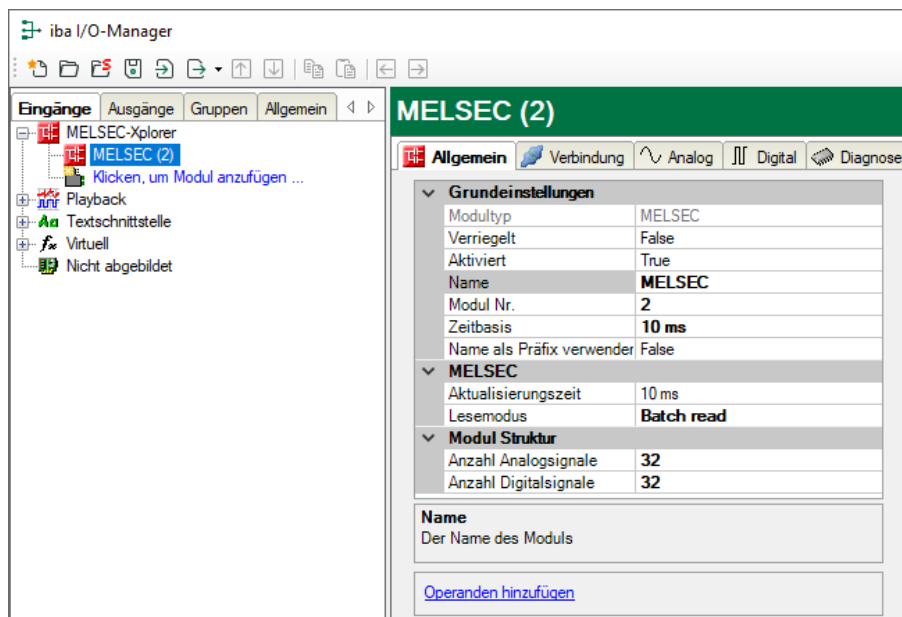 iba I/O-Manager
Eingänge Ausgänge Gruppen Allgemein
MELSEC-Xplorer
MELSEC (2)
Klicken, um Modul anzufügen ...
Playback
Textschnittstelle
Virtuell
Nicht abgebildet
MELSEC (2)
Allgemein Verbindung Analog Digital Diagnose
Grundeinstellungen
Modultyp MELSEC
Verriegelt False
Aktiviert True
Name MELSEC
Modul Nr. 2
Zeitbasis 10 ms
Name als Präfix verwender False
MELSEC
Aktualisierungszeit 10 ms
Lesemodus Batch read
Modul Struktur
Anzahl Analogsignale 32
Anzahl Digitalsignale 32
Name
Der Name des Moduls
Operanden hinzufügen